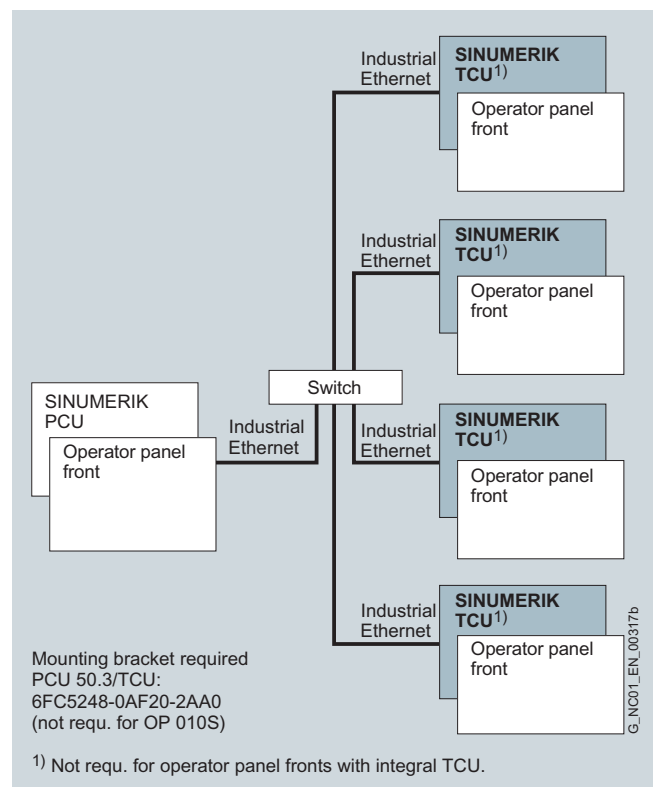 Industrial
Ethernet
SINUMERIK
TCU1)
Operator panel
front
Industrial
Ethernet
SINUMERIK
TCU1)
Operator panel
front
Switch
SINUMERIK
PCU
Operator panel
front
Industrial
Ethernet
Industrial
Ethernet
SINUMERIK
TCU1)
Operator panel
front
Industrial
Ethernet
SINUMERIK
TCU1)
Operator panel
front
Mounting bracket required
PCU 50.3/TCU:
6FC5248-0AF20-2AA0
(not requ. for OP 010S)
G_NC01_EN_00317b
1) Not requ. for operator panel fronts with integral TCU.